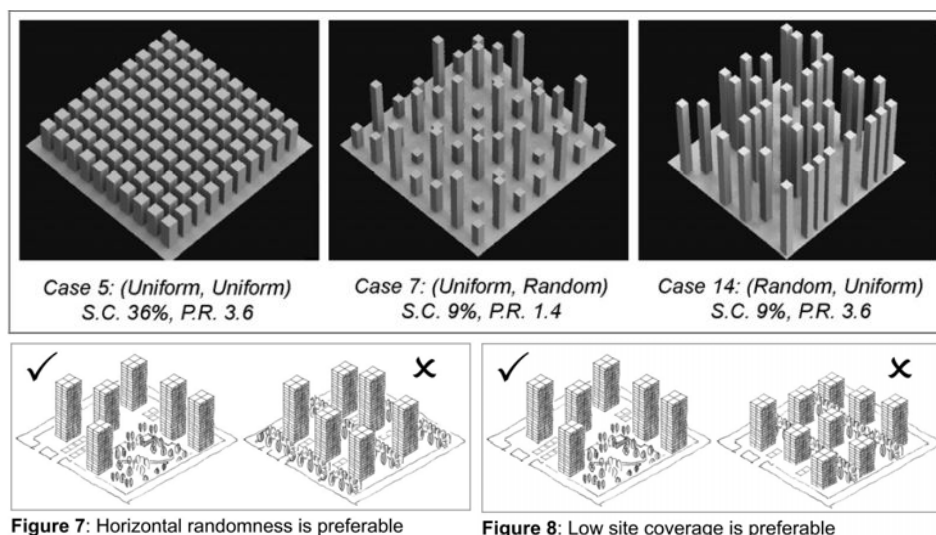 Case 5: (Uniform, Uniform)
S.C. 36%, P.R. 3.6
Case 7: (Uniform, Random)
S.C. 9%, P.R. 1.4
Case 14: (Random, Uniform)
S.C. 9%, P.R. 3.6
Figure 7: Horizontal randomness is preferable
Figure 8: Low site coverage is preferable